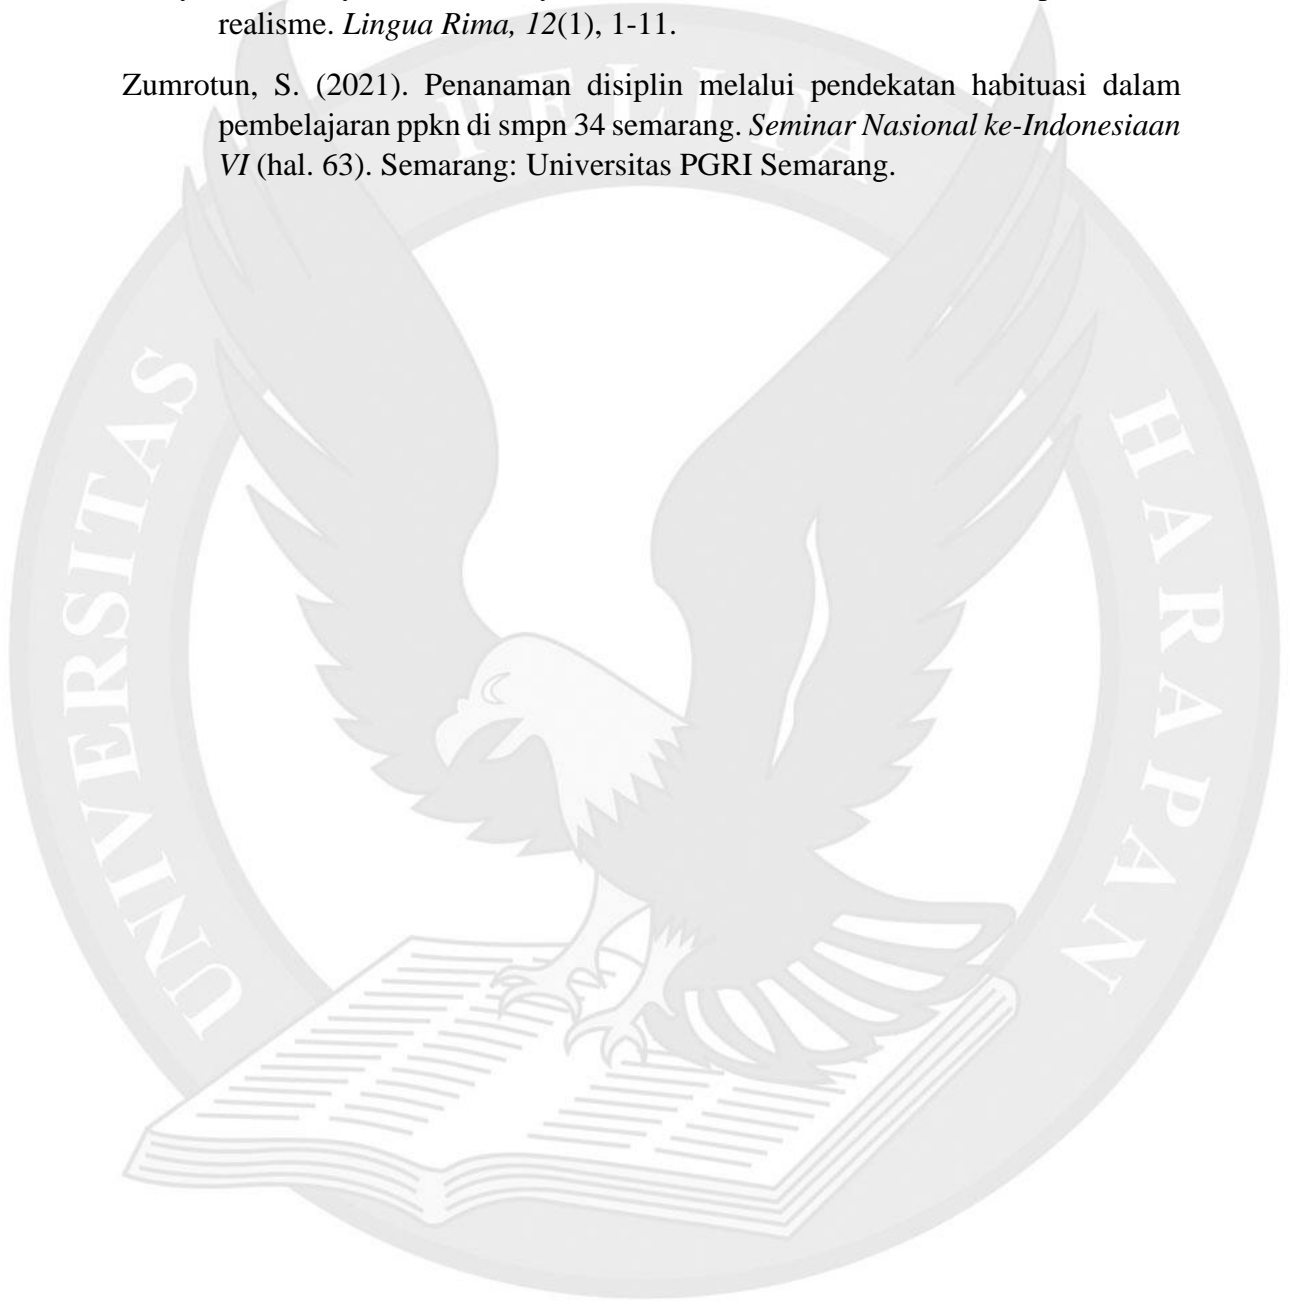 realisme. Lingua Rima, 12(1), 1-11.
Zumrotun, S. (2021). Penanaman disiplin melalui pendekatan habituasi dalam
pembelajaran ppkn di smpn 34 semarang. Seminar Nasional ke-Indonesiaan
VI (hal. 63). Semarang: Universitas PGRI Semarang.
UNIVERSITAS PELITA HARAPAN